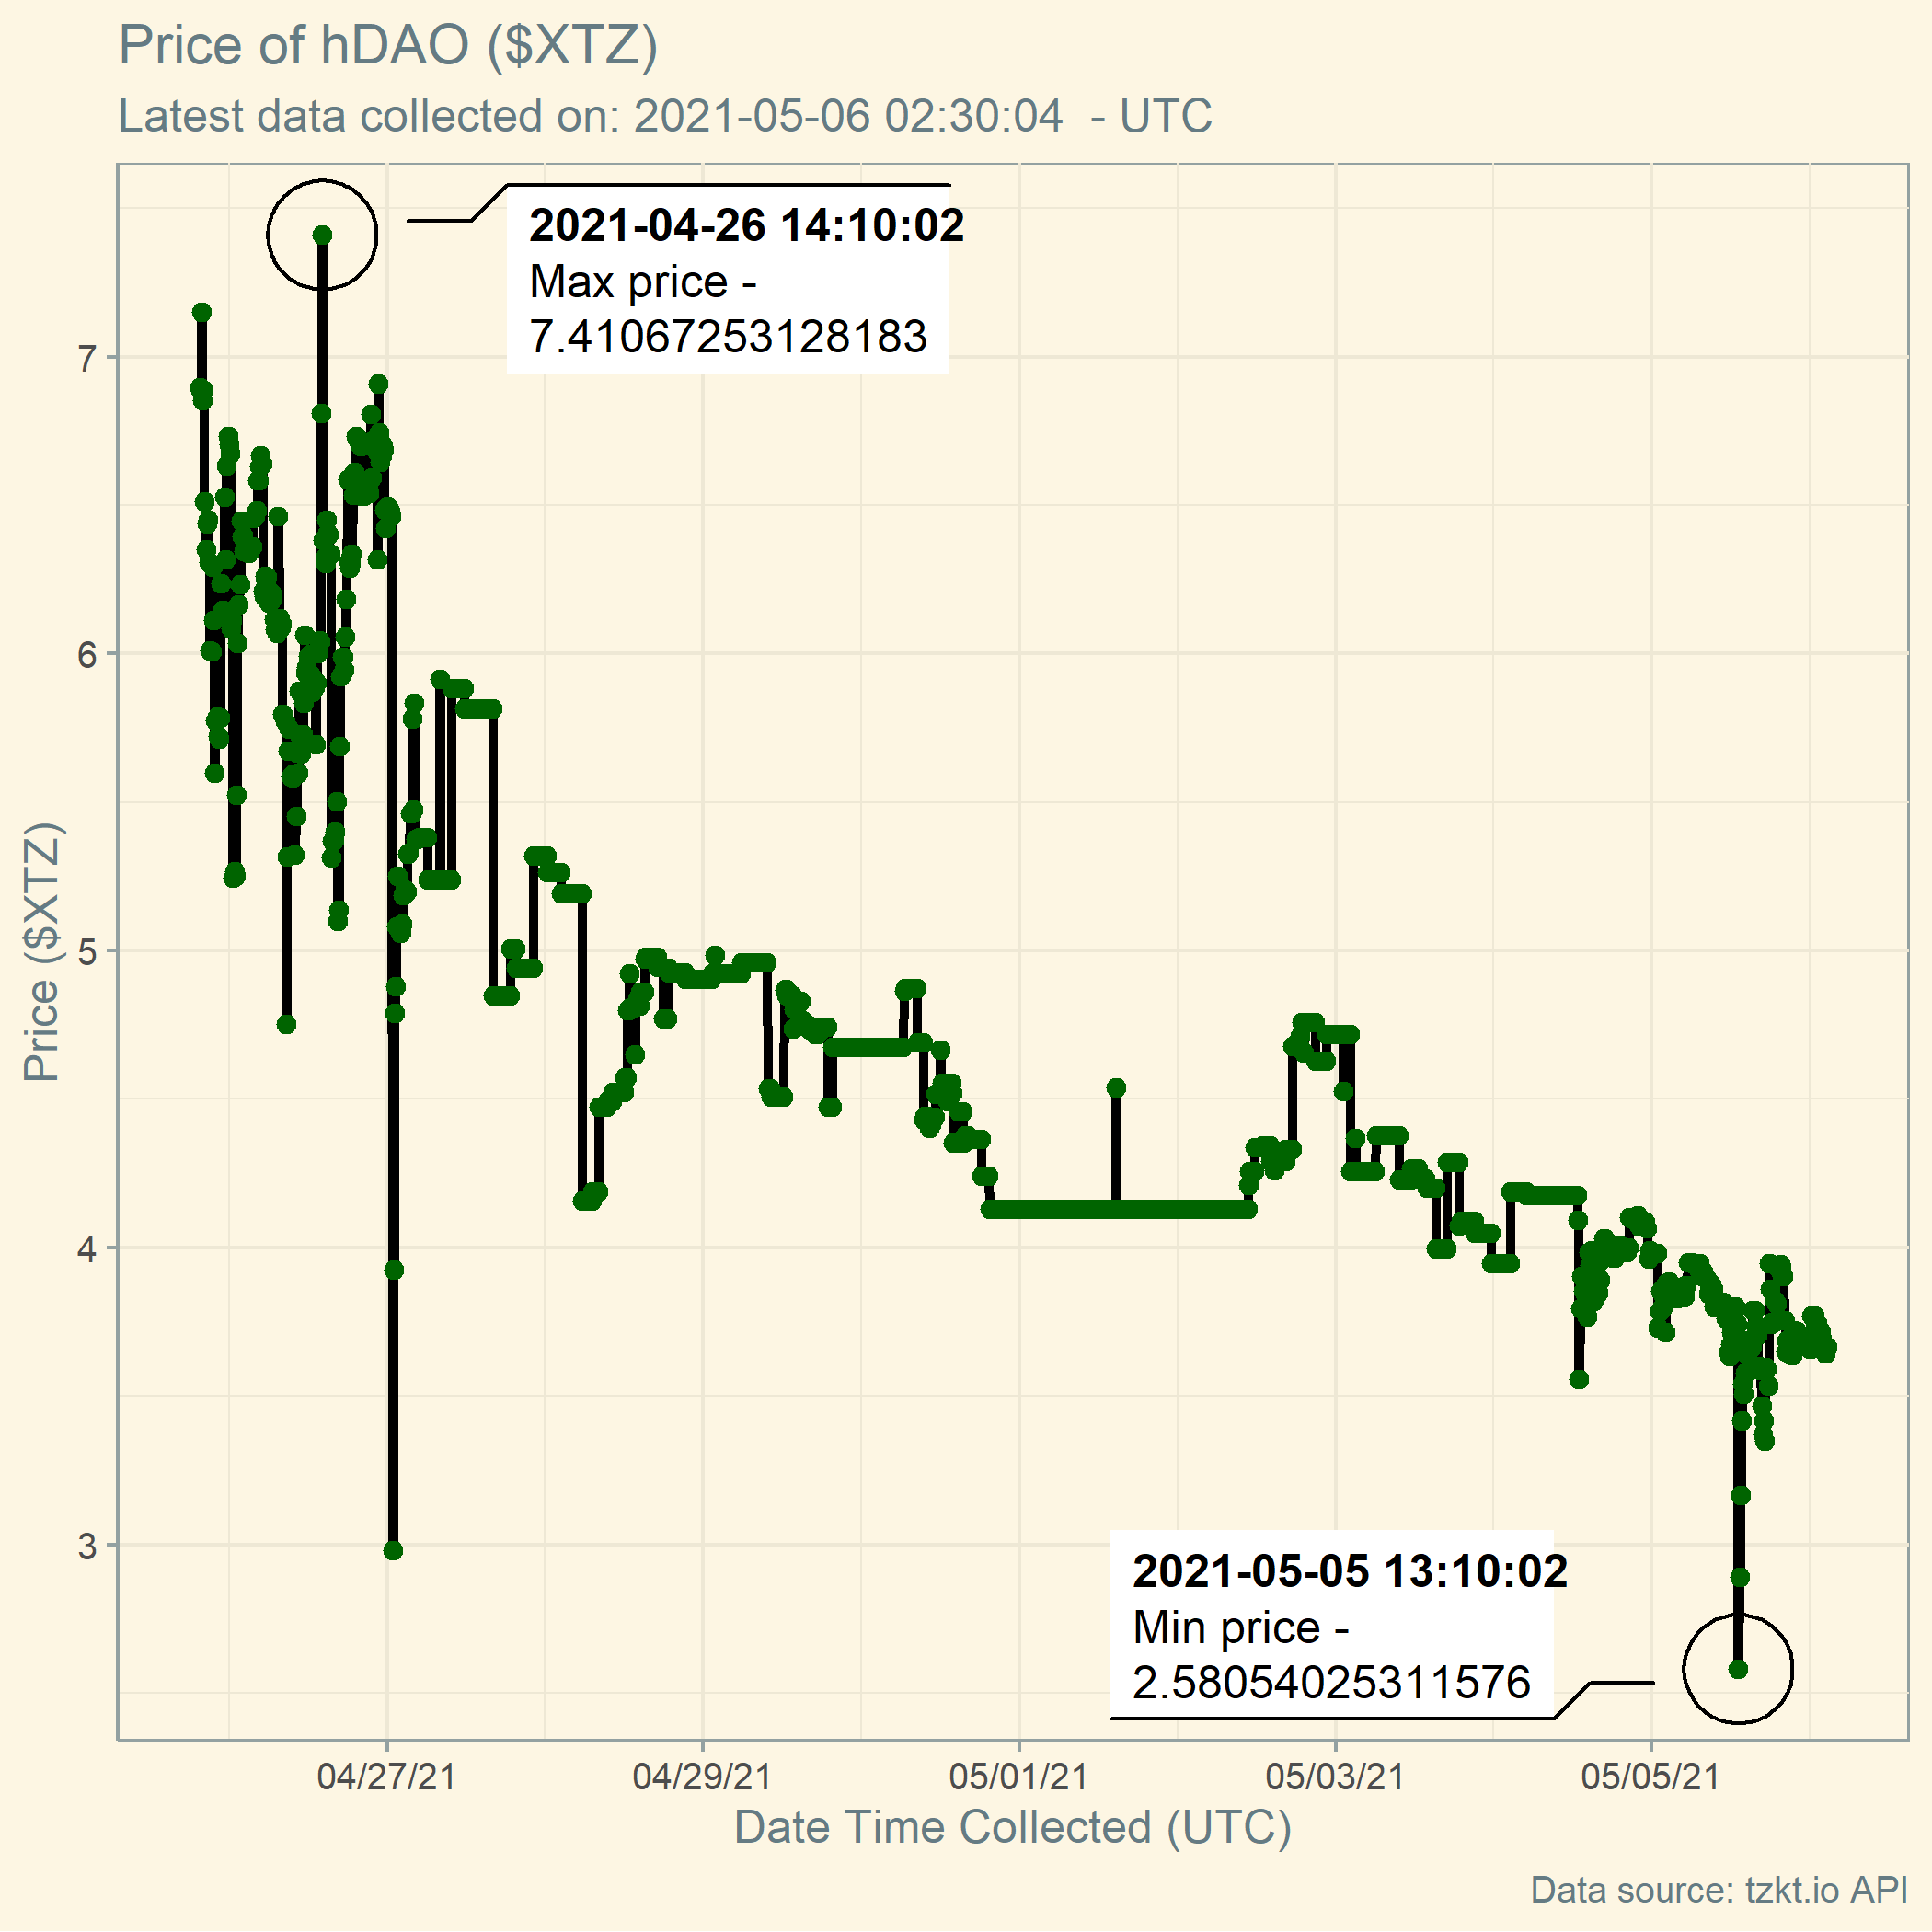 Price of hDAO ($XTZ)
Latest data collected on: 2021-05-06 02:30:04  - UTC
2021-04-26 14:10:02
Max price -
7.41067253128183
7
6
5
4
3
Price ($XTZ)
2021-05-05 13:10:02
Min price -
2.58054025311576
04/27/21
04/29/21
05/01/21
05/03/21
05/05/21
Date Time Collected (UTC)
Data source: tzkt.io API